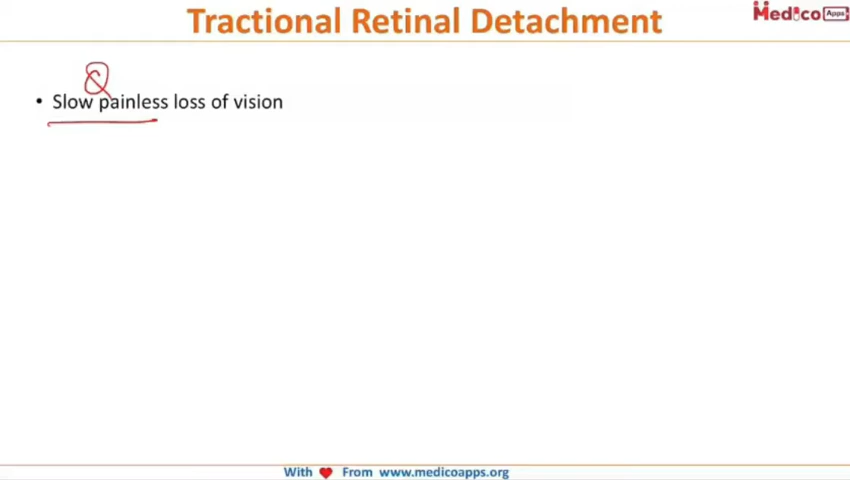 Tractional Retinal Detachment
Medico Apps
Q
• Slow painless loss of vision
With ❤ From www.medicoapps.org